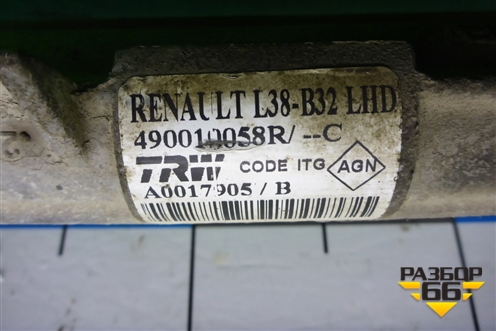 RENAULT L38-B32 LHD
490010058R/ --C
TRW CODE ITG AGN
A0017905 / B
РАЗБОР
66